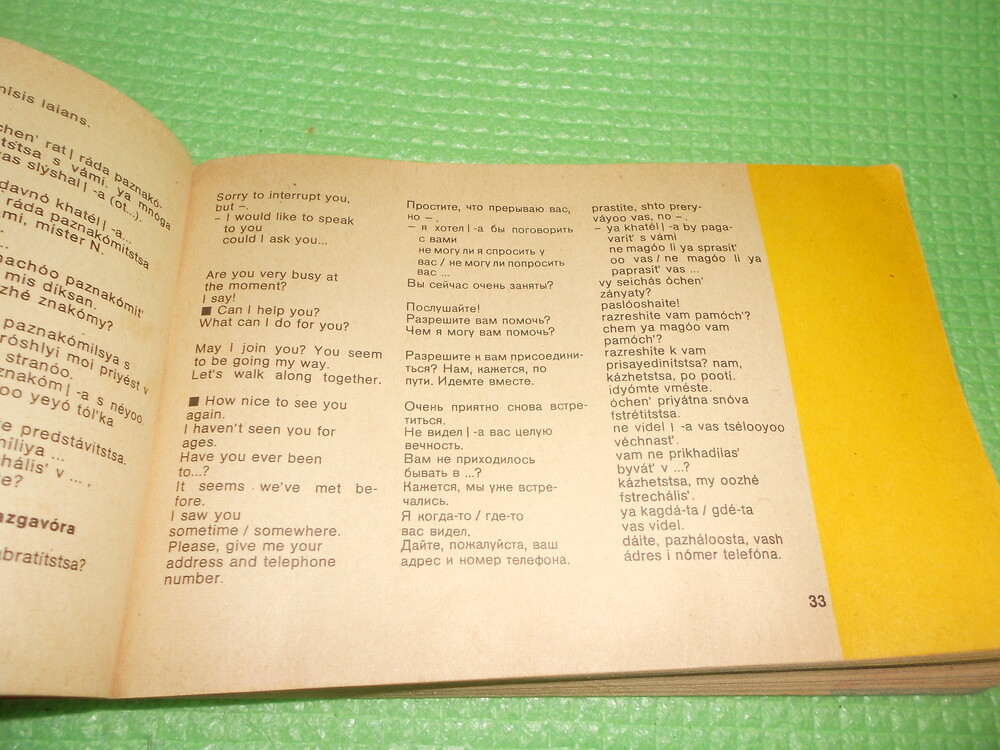 nísis laians.
chen' rat | ráda paznakó-
tstsa s vámi. ya mnóga
vas slýshal | -a (ot...).
davnó khatél | -a...
ráda paznakómitstsa
mi, míster N.
achóo paznakómit'
mis díksan.
zhé znakómy?
paznakómilsya s
róshlyi moi priyést v
stranóo.
znakóm | -a s néyoo.
oo yeyó tól'ka
e predstávitstsa.
míliya ...
hális' v ... ,
e?
azgavóra
abratítstsa?
Sorry to interrupt you,
but –.
– I would like to speak
to you
could I ask you...
Are you very busy at
the moment?
I say!
■ Can I help you?
What can I do for you?
May I join you? You seem
to be going my way.
Let's walk along together.
■ How nice to see you
again.
I haven't seen you for
ages.
Have you ever been
to...?
It seems we've met be-
fore.
I saw you
sometime / somewhere.
Please, give me your
address and telephone
number.
Простите, что прерываю вас,
но – .
– я хотел | -а бы поговорить
с вами
не могу ли я спросить у
вас / не могу ли попросить
вас ...
Вы сейчас очень заняты?
Послушайте!
Разрешите вам помочь?
Чем я могу вам помочь?
Разрешите к вам присоедини-
ться? Нам, кажется, по
пути. Идемте вместе.
Очень приятно снова встре-
титься.
Не видел | -а вас целую
вечность.
Вам не приходилось
бывать в ...?
Кажется, мы уже встре-
чались.
Я когда-то / где-то
вас видел.
Дайте, пожалуйста, ваш
адрес и номер телефона.
prastíte, shto prery-
váyoo vas, no –.
– ya khatél | -a by paga-
varít' s vámi
ne magóo li ya sprasít'
oo vas / ne magóo li ya
paprasít' vas ...
vy seichás óchen'
zányaty?
paslóoshaite!
razreshíte vam pamóch'?
chem ya magóo vam
pamóch'?
razreshíte k vam
prisayedinítstsa? nam,
kázhetstsa, po pootí.
idyómte vméste.
óchen' priyátna snóva
fstrétitstsa.
ne vídel | -a vas tsélooyoo
véchnast'.
vam ne prikhadílas'
byvát' v ...?
kázhetstsa, my oozhé
fstrechális'.
ya kagdá-ta / gdé-ta
vas vídel.
dáite, pazháloosta, vash
ádres i nómer telefóna.
33